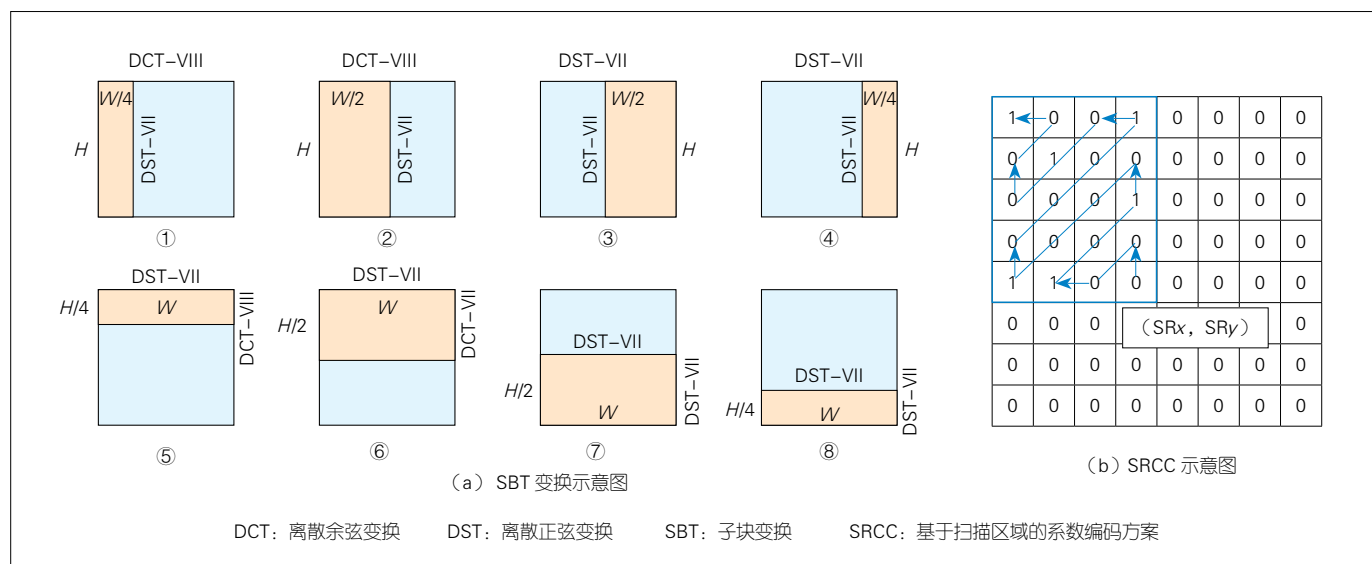 DCT–VIII DCT–VIII DST–VII DST–VII
W/4 W/2 W/2 W/4
H DST–VII H DST–VII DST–VII H DST–VII H
① ② ③ ④
DST–VII DST–VII
H/4 W DCT–VIII H/2 W DCT–VIII DST–VII H/2 W DST–VII DST–VII H/4 W DST–VII
⑤ ⑥ ⑦ ⑧
(a) SBT 变换示意图
1 0 0 1 0 0 0 0
0 1 0 0 0 0 0 0
0 0 0 1 0 0 0 0
0 0 0 0 0 0 0 0
1 1 0 0 0 0 0 0
0 0 0 (SRx, SRy) 0
0 0 0 0 0 0 0 0
0 0 0 0 0 0 0 0
(b) SRCC 示意图
DCT:离散余弦变换 DST:离散正弦变换 SBT:子块变换 SRCC:基于扫描区域的系数编码方案